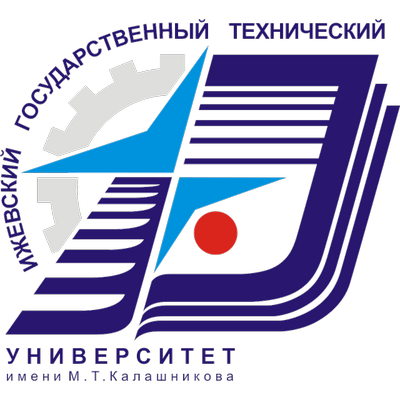 ИЖЕВСКИЙ ГОСУДАРСТВЕННЫЙ ТЕХНИЧЕСКИЙ
УНИВЕРСИТЕТ
имени М.Т.Калашникова